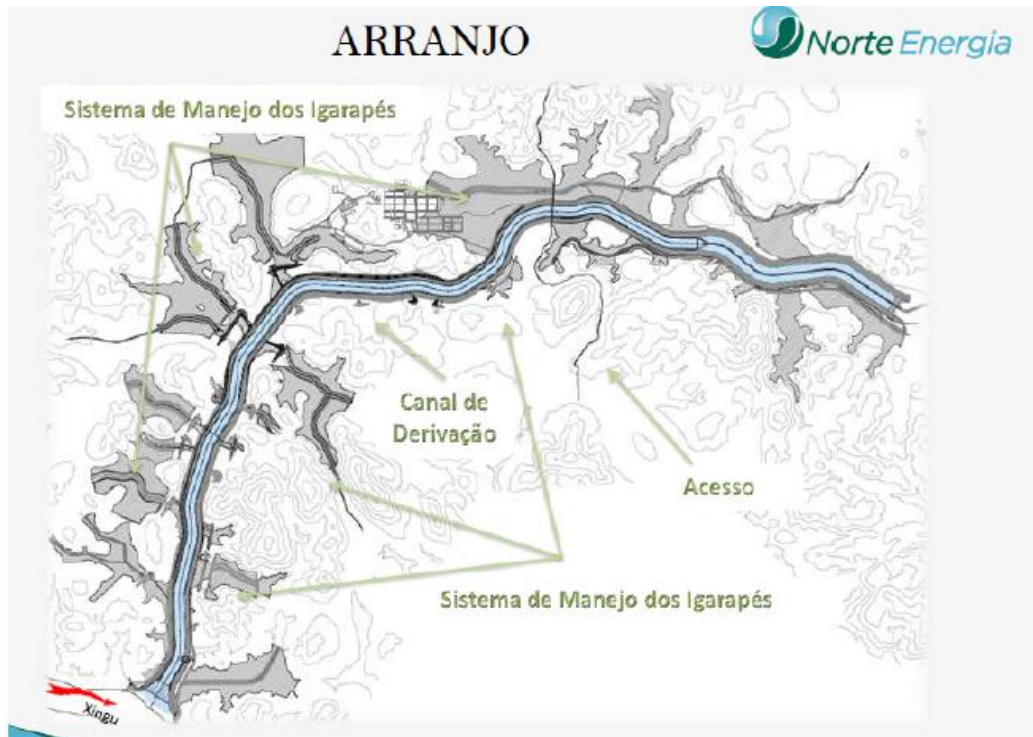 ARRANJO
Norte Energia
Sistema de Manejo dos Igarapés
Canal de
Derivação
Acesso
Sistema de Manejo dos Igarapés
Xingu